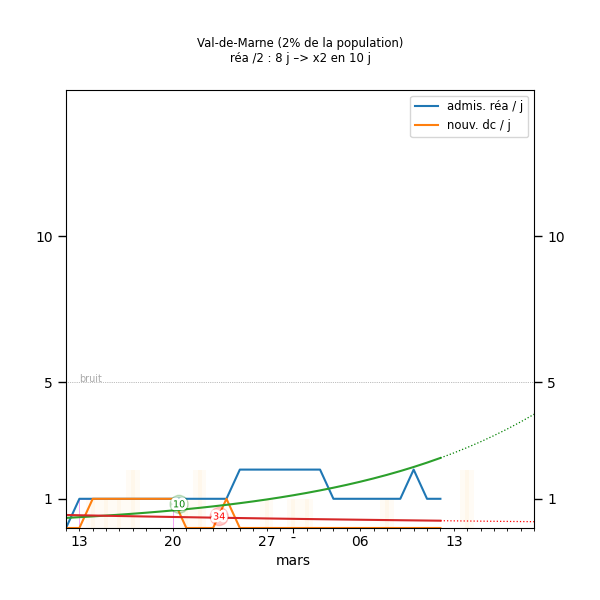 Val-de-Marne (2% de la population)
réa /2 : 8 j –> x2 en 10 j
admis. réa / j
nouv. dc / j
10
10
bruit
5
5
10
34
1
1
13
20
27
-
06
13
mars